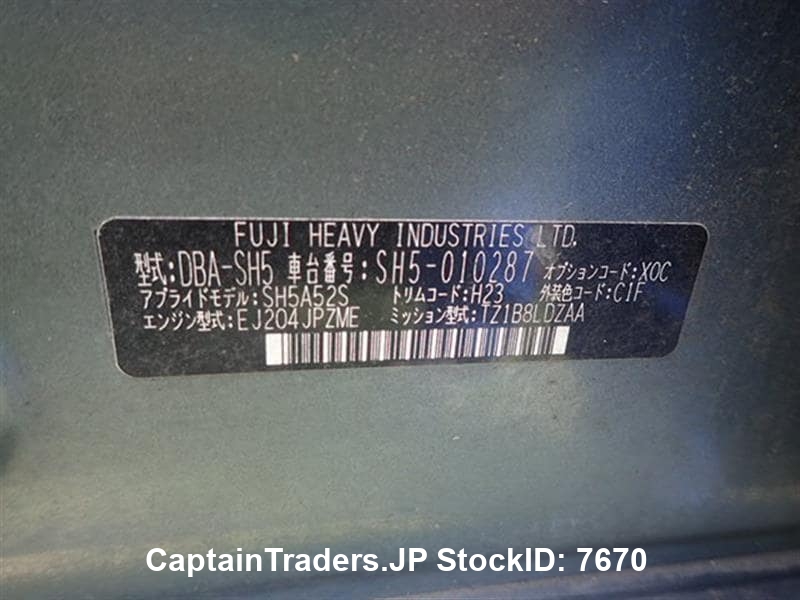 FUJI HEAVY INDUSTRIES LTD.
型式:DBA-SH5 車台番号:SH5-010287 オプションコード:XOC
アプライドモデル:SH5A52S トリムコード:H23 外装色コード:C1F
エンジン型式:EJ204JPZME ミッション型式:TZ1B8LDZAA
CaptainTraders.JP StockID: 7670